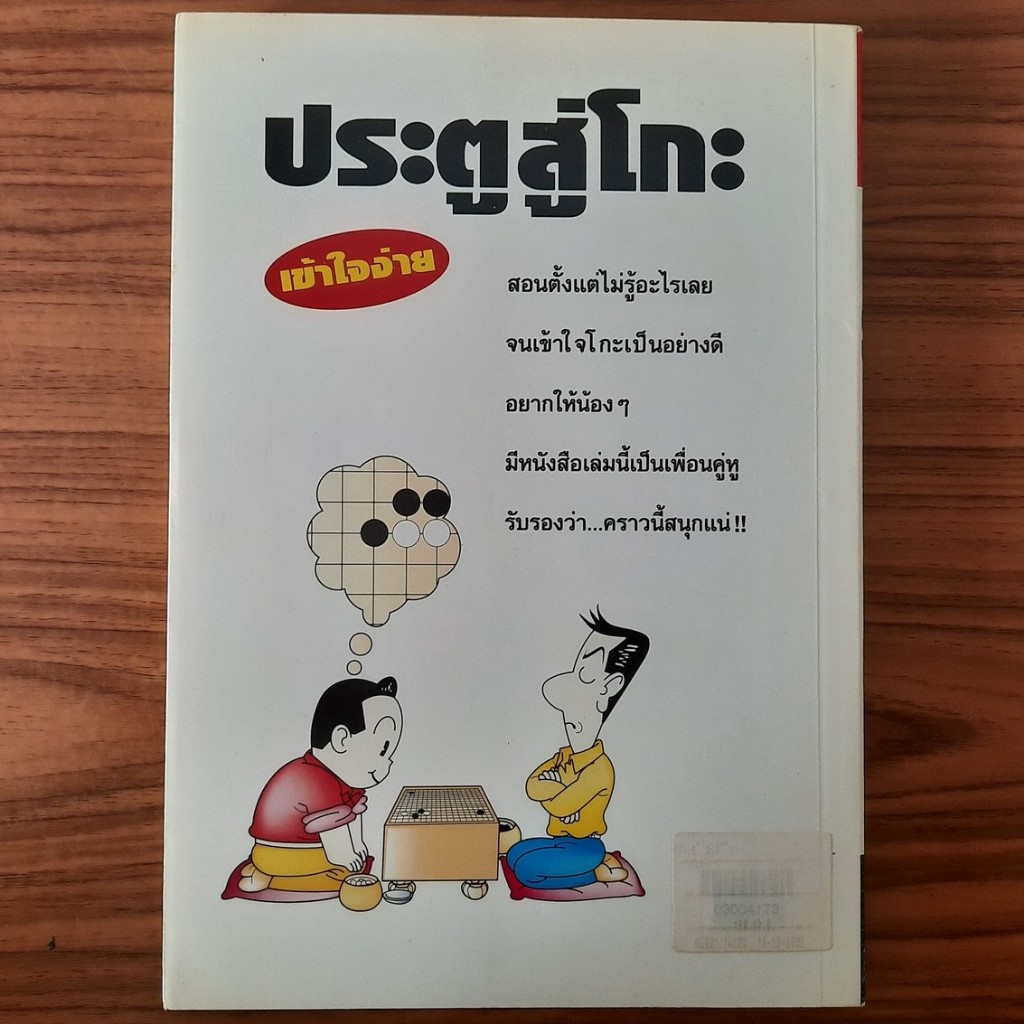 ประตูสู่โกะ
เข้าใจง่าย
สอนตั้งแต่ไม่รู้อะไรเลย
จนเข้าใจโกะเป็นอย่างดี
อยากให้น้อง ๆ
มีหนังสือเล่มนี้เป็นเพื่อนคู่หู
รับรองว่า...คราวนี้สนุกแน่ !!
03004173